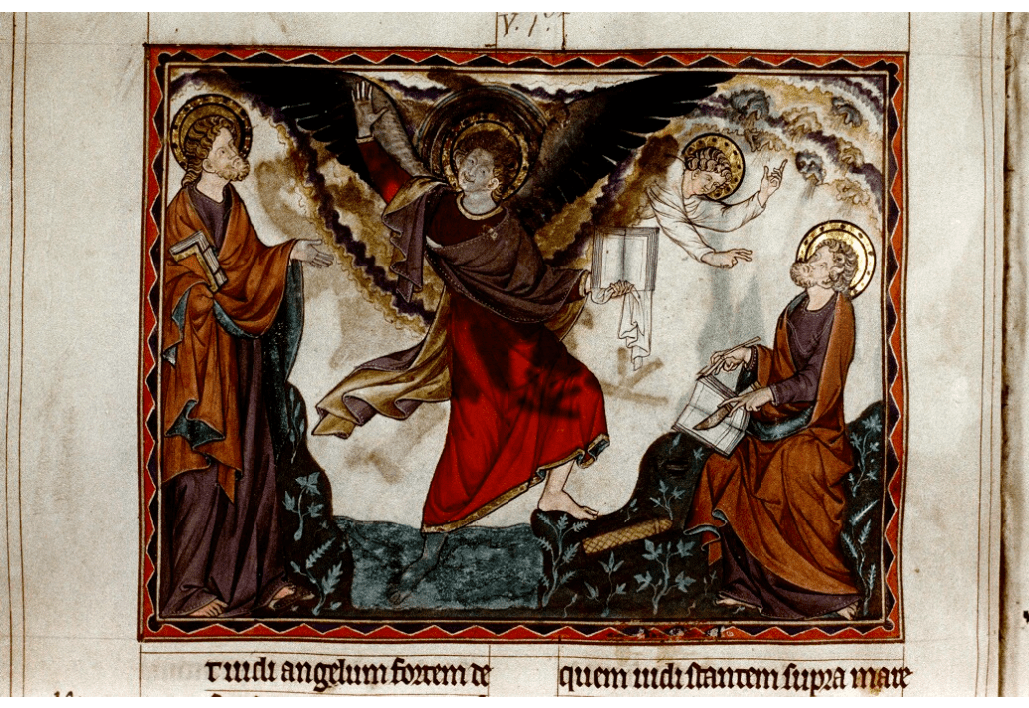 t uidi angelum fortem de
quem uidi stantem supra mare